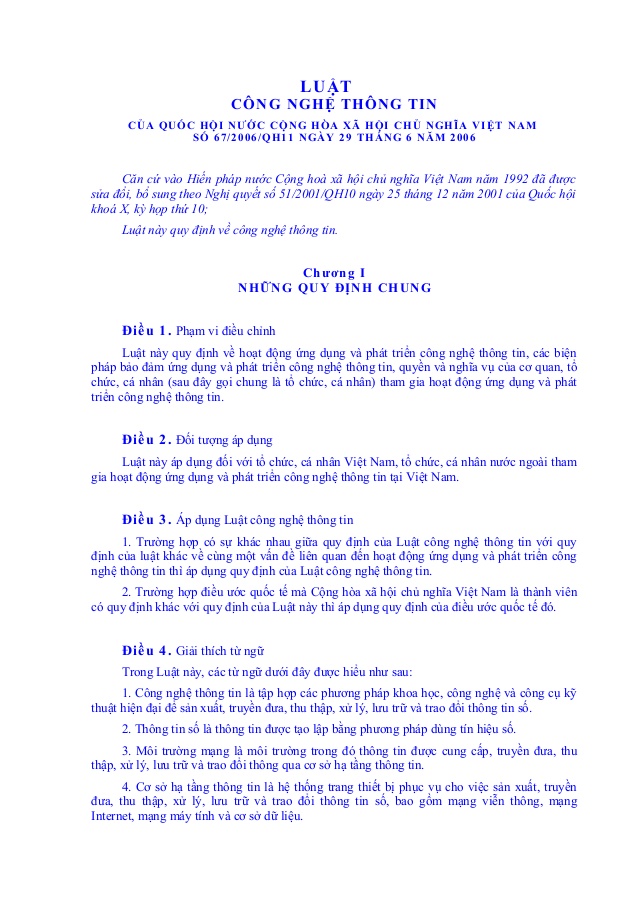 LUẬT
CÔNG NGHỆ THÔNG TIN
CỦA QUỐC HỘI NƯỚC CỘNG HÒA XÃ HỘI CHỦ NGHĨA VIỆT NAM
SỐ 67/2006/QH11 NGÀY 29 THÁNG 6 NĂM 2006
Căn cứ vào Hiến pháp nước Cộng hoà xã hội chủ nghĩa Việt Nam năm 1992 đã được
sửa đổi, bổ sung theo Nghị quyết số 51/2001/QH10 ngày 25 tháng 12 năm 2001 của Quốc hội
khoá X, kỳ họp thứ 10;
Luật này quy định về công nghệ thông tin.
Chương I
NHỮNG QUY ĐỊNH CHUNG
Điều 1. Phạm vi điều chỉnh
Luật này quy định về hoạt động ứng dụng và phát triển công nghệ thông tin, các biện
pháp bảo đảm ứng dụng và phát triển công nghệ thông tin, quyền và nghĩa vụ của cơ quan, tổ
chức, cá nhân (sau đây gọi chung là tổ chức, cá nhân) tham gia hoạt động ứng dụng và phát
triển công nghệ thông tin.
Điều 2. Đối tượng áp dụng
Luật này áp dụng đối với tổ chức, cá nhân Việt Nam, tổ chức, cá nhân nước ngoài tham
gia hoạt động ứng dụng và phát triển công nghệ thông tin tại Việt Nam.
Điều 3. Áp dụng Luật công nghệ thông tin
1. Trường hợp có sự khác nhau giữa quy định của Luật công nghệ thông tin với quy
định của luật khác về cùng một vấn đề liên quan đến hoạt động ứng dụng và phát triển công
nghệ thông tin thì áp dụng quy định của Luật công nghệ thông tin.
2. Trường hợp điều ước quốc tế mà Cộng hòa xã hội chủ nghĩa Việt Nam là thành viên
có quy định khác với quy định của Luật này thì áp dụng quy định của điều ước quốc tế đó.
Điều 4. Giải thích từ ngữ
Trong Luật này, các từ ngữ dưới đây được hiểu như sau:
1. Công nghệ thông tin là tập hợp các phương pháp khoa học, công nghệ và công cụ kỹ
thuật hiện đại để sản xuất, truyền đưa, thu thập, xử lý, lưu trữ và trao đổi thông tin số.
2. Thông tin số là thông tin được tạo lập bằng phương pháp dùng tín hiệu số.
3. Môi trường mạng là môi trường trong đó thông tin được cung cấp, truyền đưa, thu
thập, xử lý, lưu trữ và trao đổi thông qua cơ sở hạ tầng thông tin.
4. Cơ sở hạ tầng thông tin là hệ thống trang thiết bị phục vụ cho việc sản xuất, truyền
đưa, thu thập, xử lý, lưu trữ và trao đổi thông tin số, bao gồm mạng viễn thông, mạng
Internet, mạng máy tính và cơ sở dữ liệu.